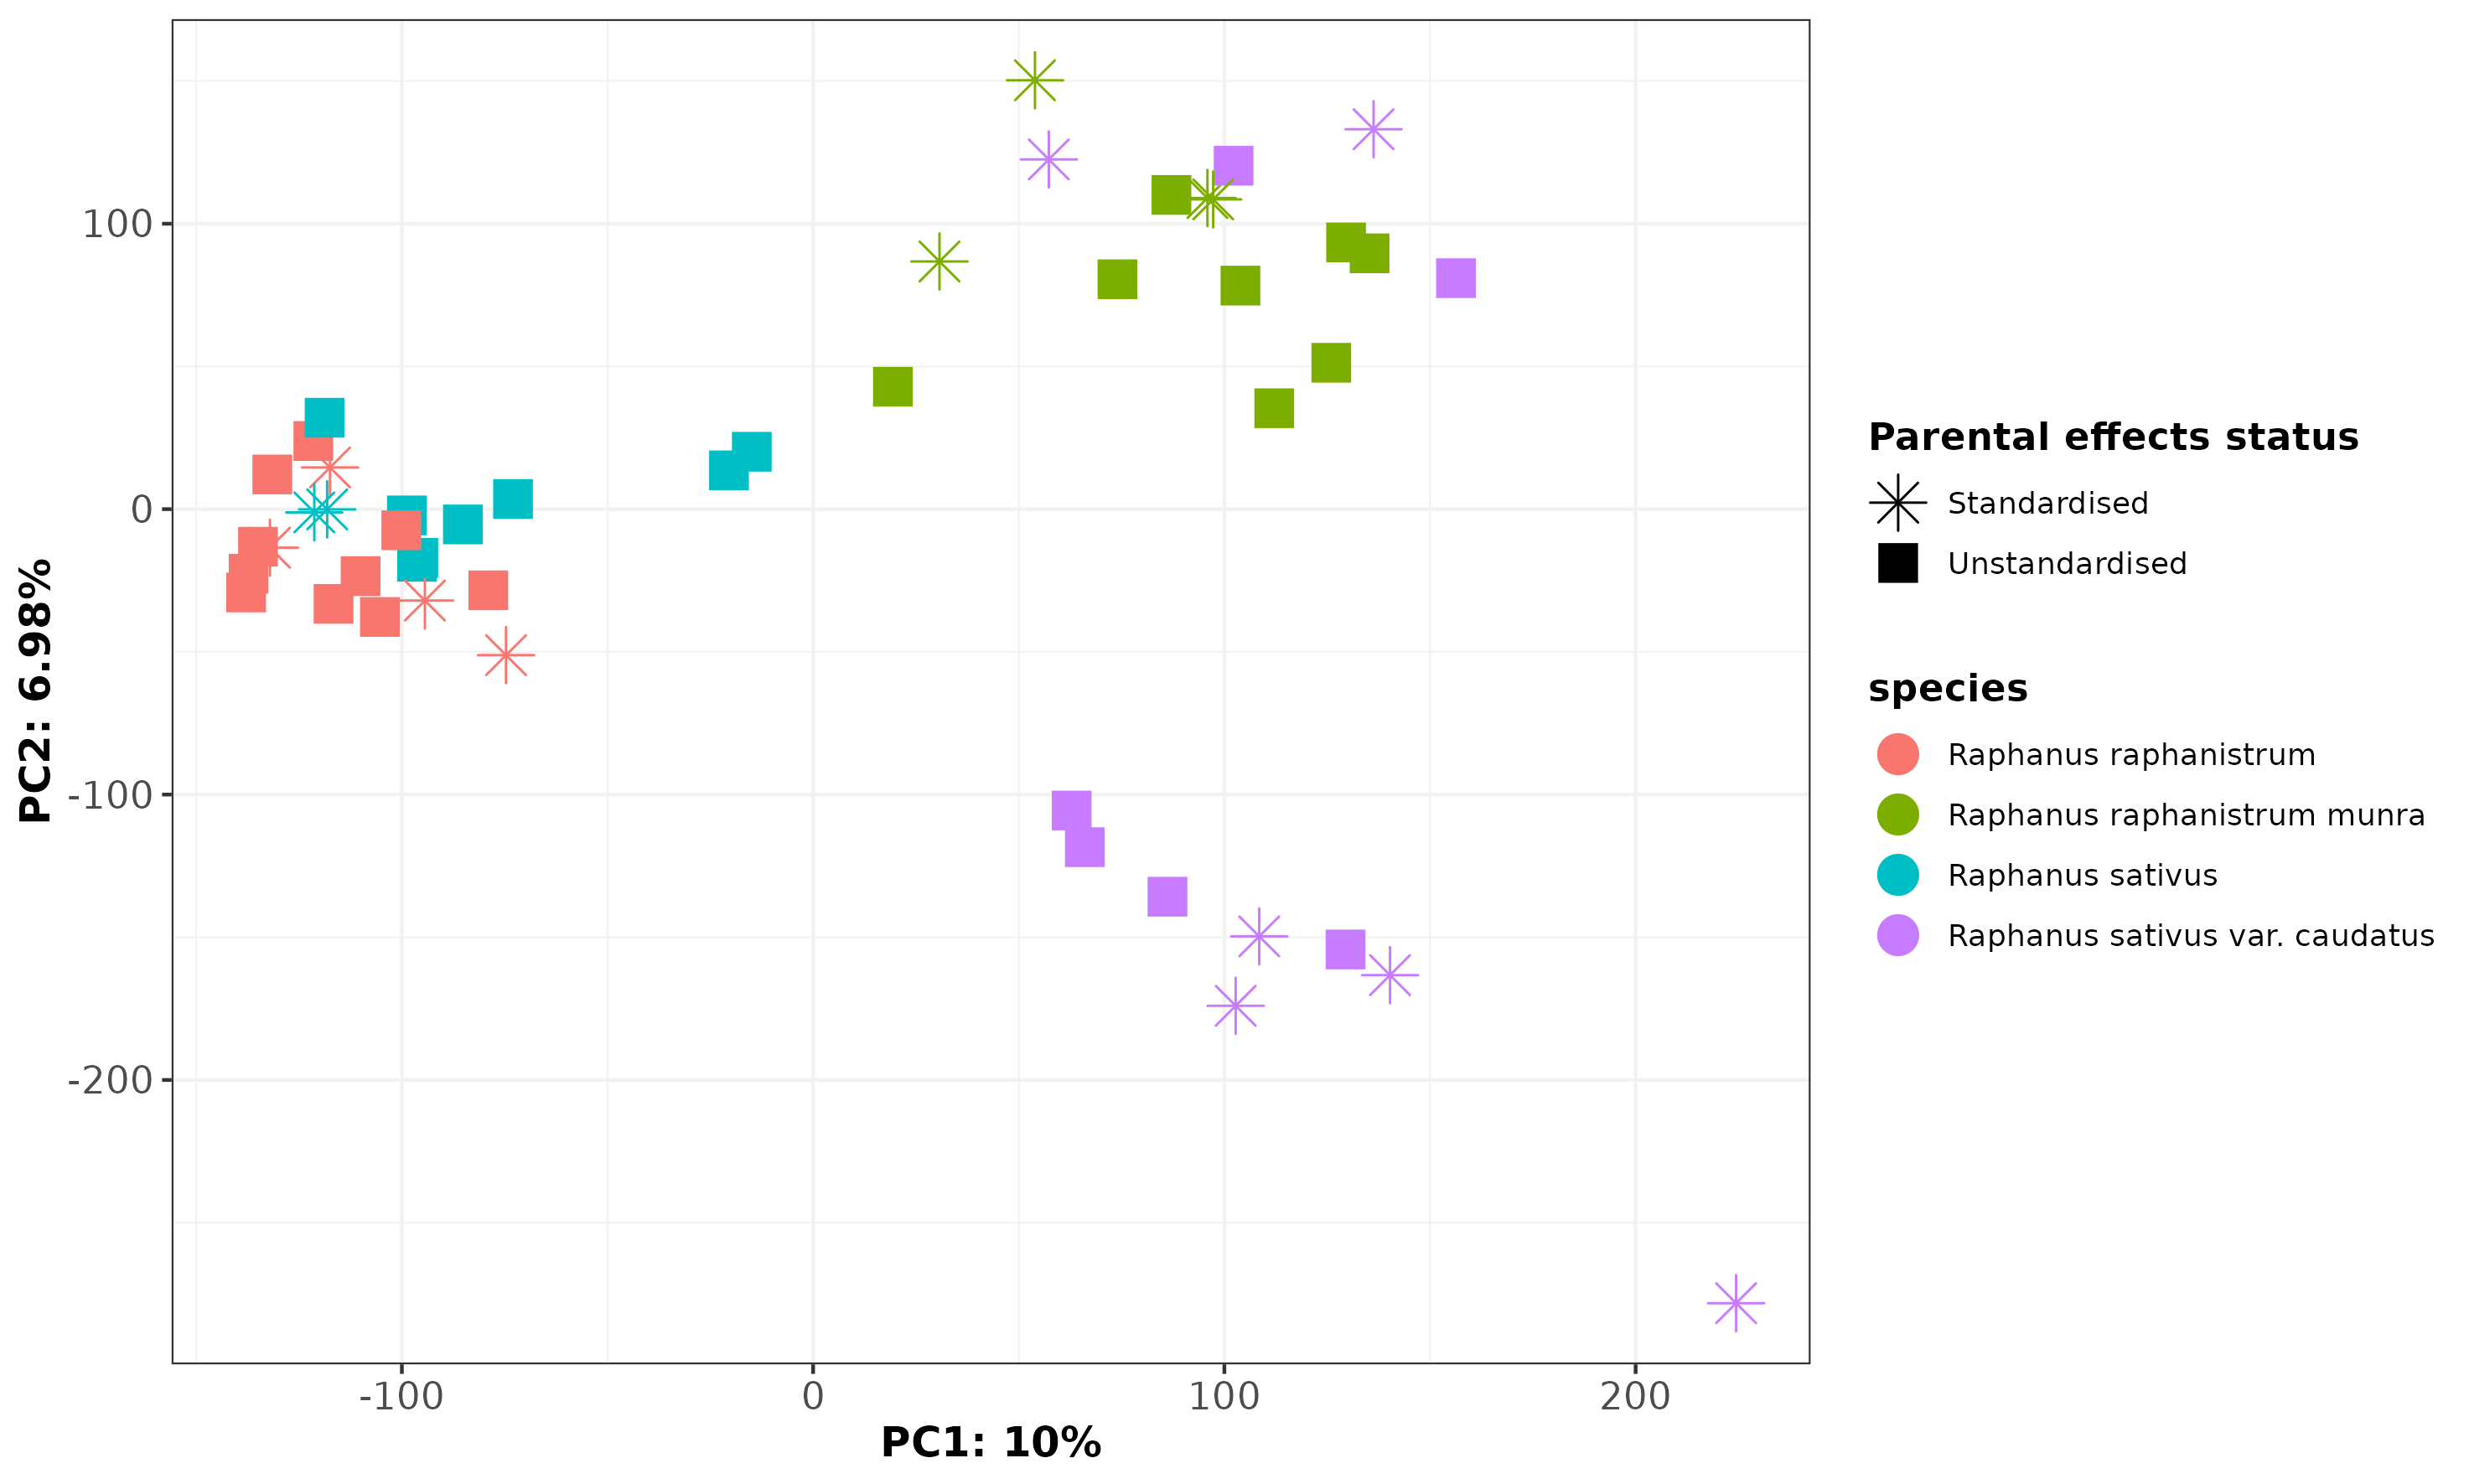 100
0
-100
-200
PC2: 6.98%
-100
0
100
200
PC1: 10%
Parental effects status
Standardised
Unstandardised
species
Raphanus raphanistrum
Raphanus raphanistrum munra
Raphanus sativus
Raphanus sativus var. caudatus